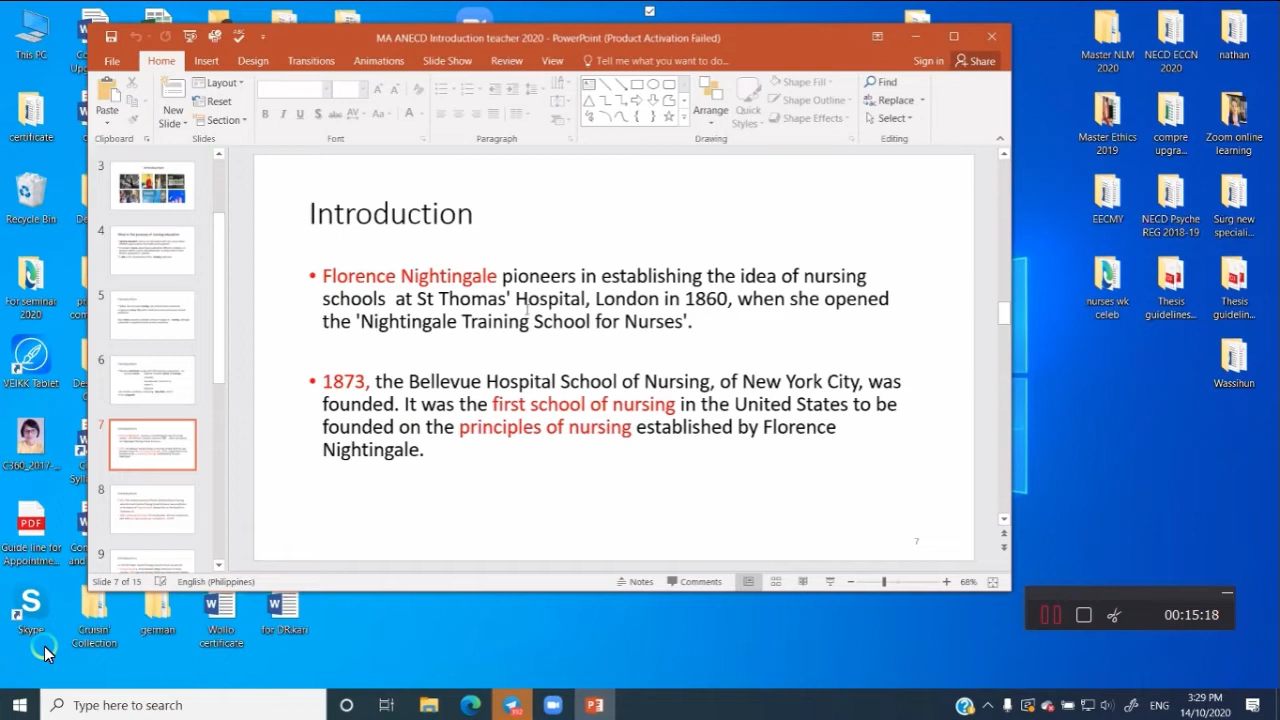 MA ANECD Introduction teacher 2020 - PowerPoint (Product Activation Failed)
File Home Insert Design Transitions Animations Slide Show Review View Tell me what you want to do... Sign in Share
Paste
New
Slide
Layout
Reset
Section
Arrange
Quick
Styles
Shape Fill
Shape Outline
Shape Effects
Find
Replace
Select
Clipboard Slides Font Paragraph Drawing Editing
3
4
5
6
7
8
9
Introduction
• Florence Nightingale pioneers in establishing the idea of nursing
schools at St Thomas' Hospital, London in 1860, when she opened
the 'Nightingale Training School for Nurses'.
• 1873, the Bellevue Hospital School of Nursing, of New York City, was
founded. It was the first school of nursing in the United States to be
founded on the principles of nursing established by Florence
Nightingale.
7
Slide 7 of 15 English (Philippines) Notes Comments 68%
This PC
certificate
Recycle Bin
For seminar
2020
VEIKK Tablet
C360_2017-...
PDF
Guide line for
Appointme...
Skype
Cruisin'
Collection
german
Wollo
certificate
for DR.kari
Master NLM
2020
NECD ECCN
2020
nathan
Master Ethics
2019
compre
upgra...
Zoom online
learning
EECMY
NECD Psyche
REG 2018-19
Surg new
speciali...
nurses wk
celeb
Thesis
guidelines...
Thesis
guidelin...
Wassihun
00:15:18
Type here to search
ENG
3:29 PM
14/10/2020